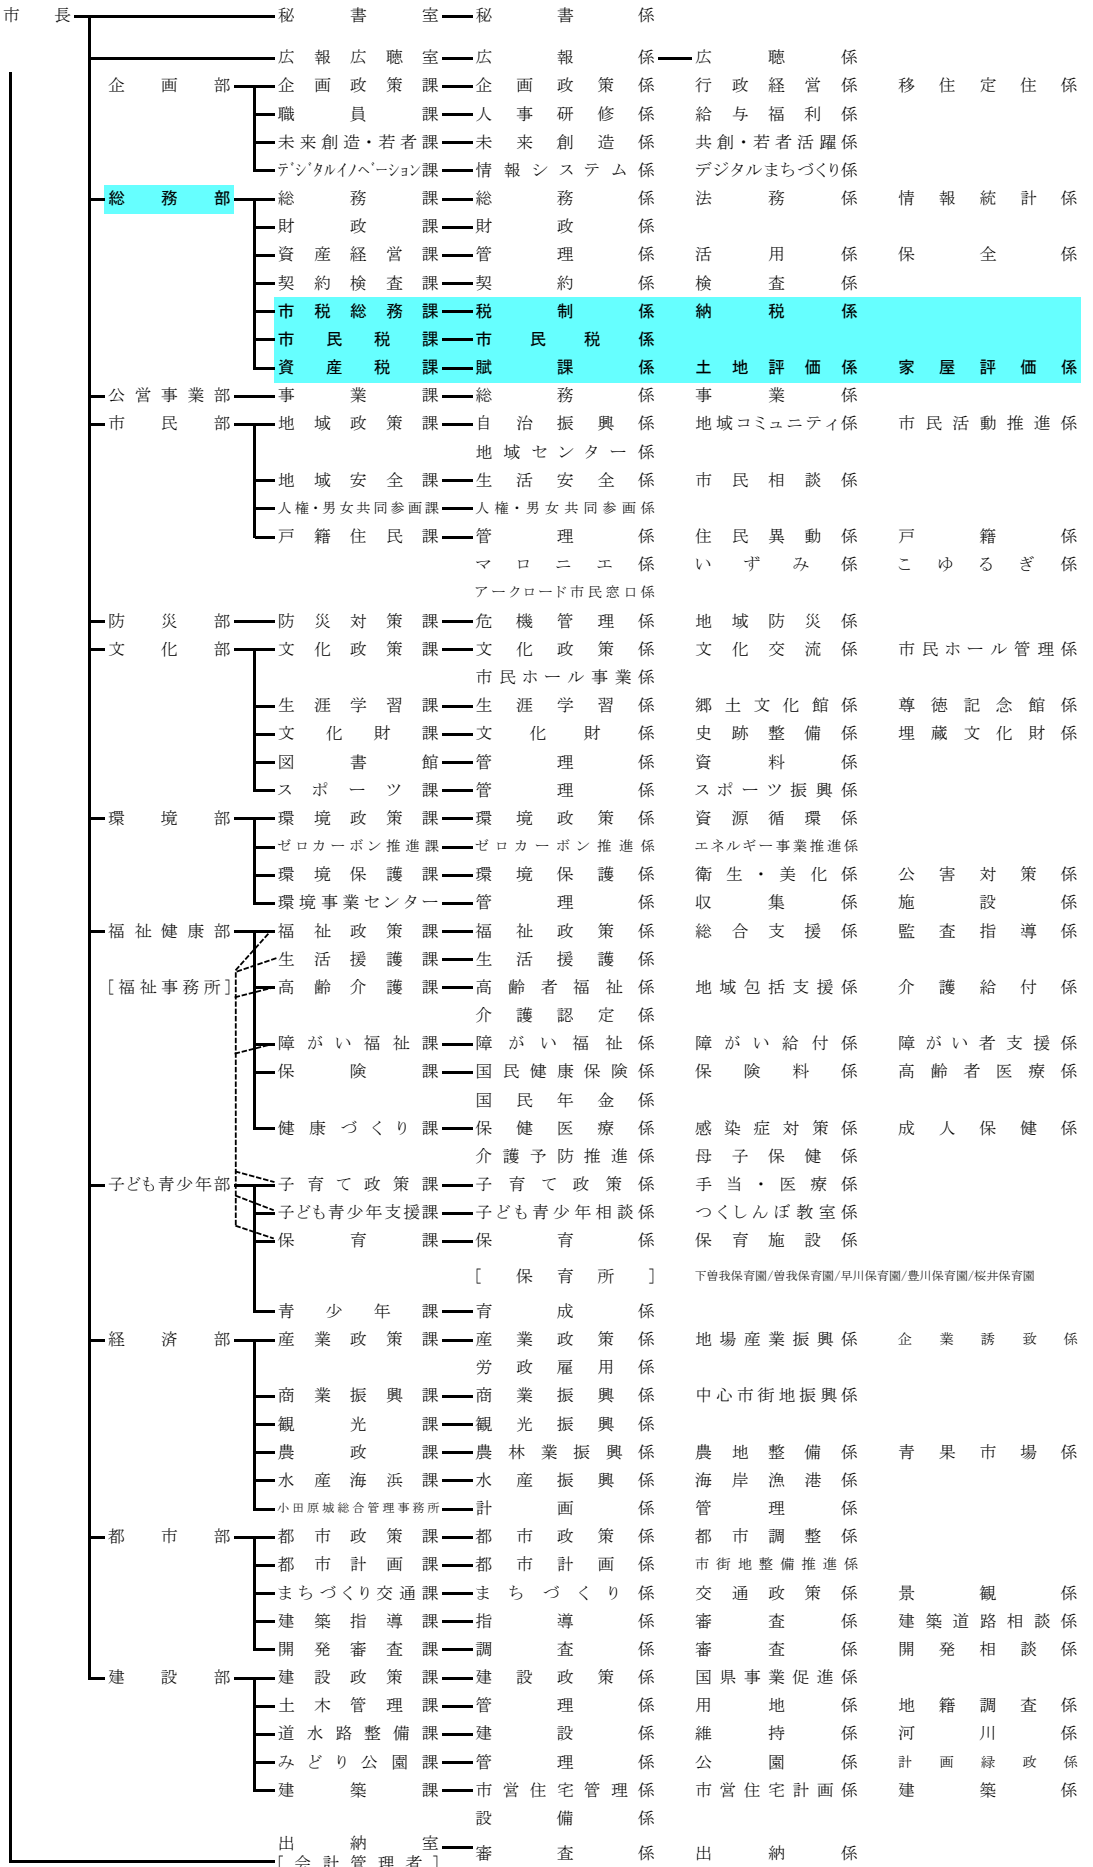 市長 秘書室 秘書係
広報広聴室 広報係 広聴係
企画部 企画政策課 企画政策係 行政経営係 移住定住係
職員課 人事研修係 給与福利係
未来創造・若者課 未来創造係 共創・若者活躍係
デジタルイノベーション課 情報システム係 デジタルまちづくり係
総務部 総務課 総務係 法務係 情報統計係
財政課 財政係
資産経営課 管理係 活用係 保全係
契約検査課 契約係 検査係
市税総務課 税制係 納税係
市民税課 市民税係
資産税課 賦課係 土地評価係 家屋評価係
公営事業部 事業課 総務係 事業係
市民部 地域政策課 自治振興係 地域コミュニティ係 市民活動推進係
地域センター係
地域安全課 生活安全係 市民相談係
人権・男女共同参画課 人権・男女共同参画係
戸籍住民課 管理係 住民異動係 戸籍係
マロニエ係 いずみ係 こゆるぎ係
アークロード市民窓口係
防災部 防災対策課 危機管理係 地域防災係
文化部 文化政策課 文化政策係 文化交流係 市民ホール管理係
市民ホール事業係
生涯学習課 生涯学習係 郷土文化館係 尊徳記念館係
文化財課 文化財係 史跡整備係 埋蔵文化財係
図書館 管理係 資料係
スポーツ課 管理係 スポーツ振興係
環境部 環境政策課 環境政策係 資源循環係
ゼロカーボン推進課 ゼロカーボン推進係 エネルギー事業推進係
環境保護課 環境保護係 衛生・美化係 公害対策係
環境事業センター 管理係 収集係 施設係
福祉健康部 福祉政策課 福祉政策係 総合支援係 監査指導係
生活援護課 生活援護係
[福祉事務所] 高齢介護課 高齢者福祉係 地域包括支援係 介護給付係
介護認定係
障がい福祉課 障がい福祉係 障がい給付係 障がい者支援係
保険課 国民健康保険係 保険料係 高齢者医療係
国民年金係
健康づくり課 保健医療係 感染症対策係 成人保健係
介護予防推進係 母子保健係
子ども青少年部 子育て政策課 子育て政策係 手当・医療係
子ども青少年支援課 子ども青少年相談係 つくしんぼ教室係
保育課 保育係 保育施設係
[保育所] 下曽我保育園/曽我保育園/早川保育園/豊川保育園/桜井保育園
青少年課 育成係
経済部 産業政策課 産業政策係 地場産業振興係 企業誘致係
労政雇用係
商業振興課 商業振興係 中心市街地振興係
観光課 観光振興係
農政課 農林業振興係 農地整備係 青果市場係
水産海浜課 水産振興係 海岸漁港係
小田原城総合管理事務所 計画係 管理係
都市部 都市政策課 都市政策係 都市調整係
都市計画課 都市計画係 市街地整備推進係
まちづくり交通課 まちづくり係 交通政策係 景観係
建築指導課 指導係 審査係 建築道路相談係
開発審査課 調査係 審査係 開発相談係
建設部 建設政策課 建設政策係 国県事業促進係
土木管理課 管理係 用地係 地籍調査係
道水路整備課 建設係 維持係 河川係
みどり公園課 管理係 公園係 計画緑政係
建築課 市営住宅管理係 市営住宅計画係 建築係
設備係
出納室 審査係 出納係
[会計管理者]